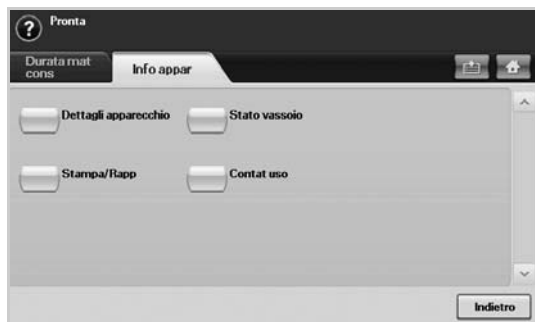 ? Pronta
Durata mat
cons
Info appar
Dettagli apparecchio
Stato vassoio
Stampa/Rapp
Contat uso
Indietro